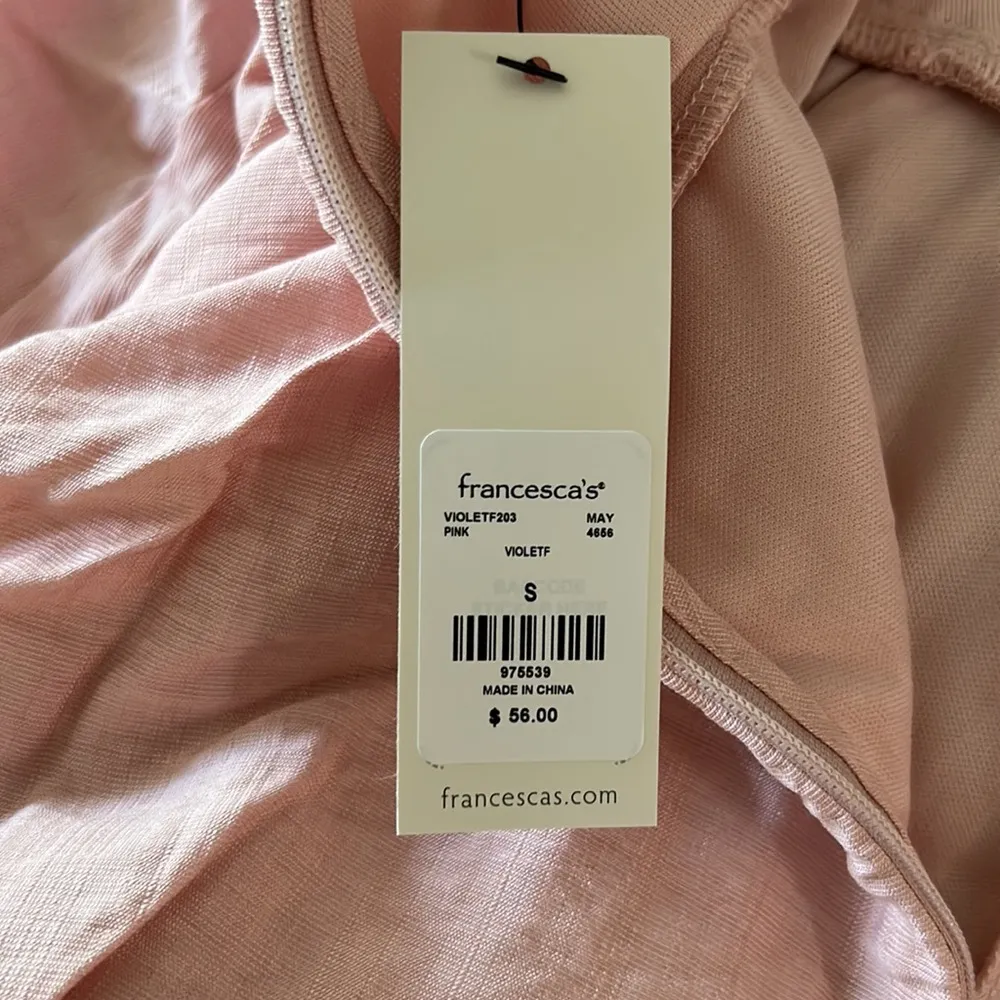 francesca's
VIOLETF203 MAY
PINK 4656
VIOLETF
S
975539
MADE IN CHINA
$ 56.00
francescas.com